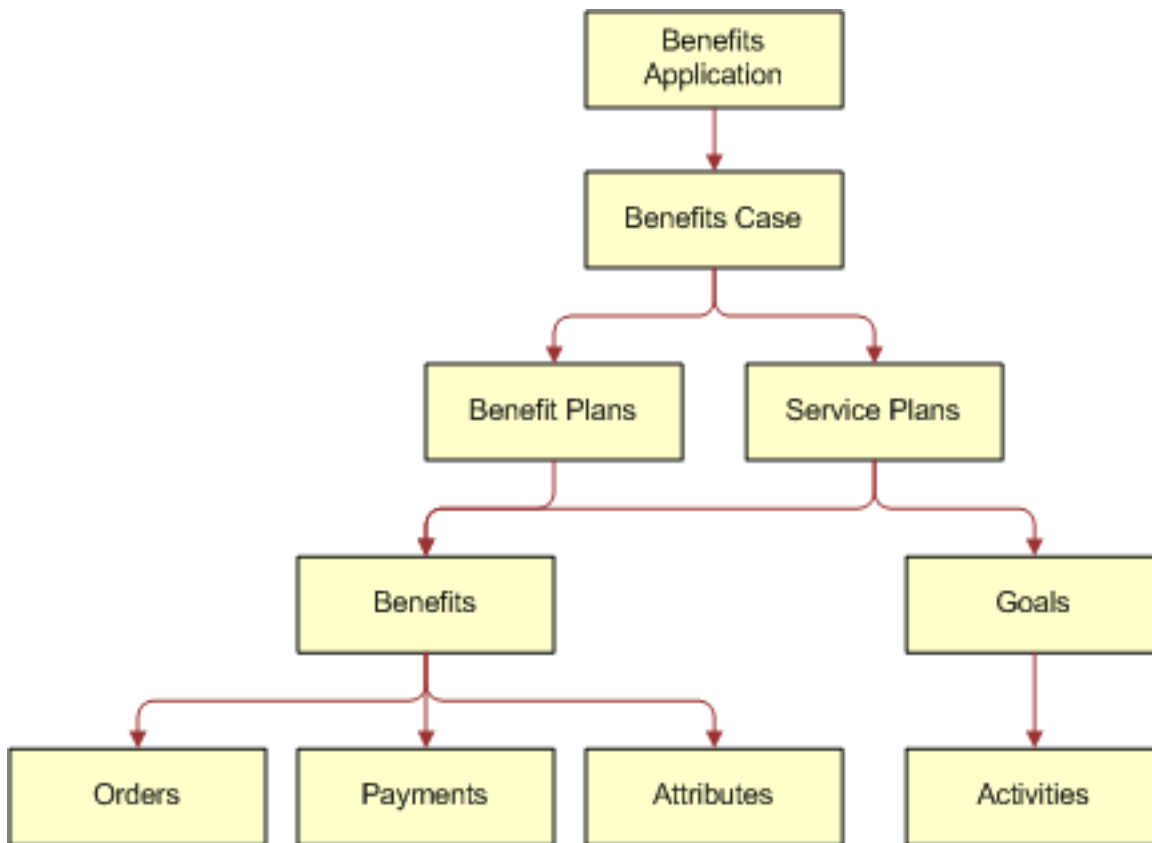 Benefits
Application
Benefits Case
Benefit Plans
Service Plans
Benefits
Goals
Orders
Payments
Attributes
Activities